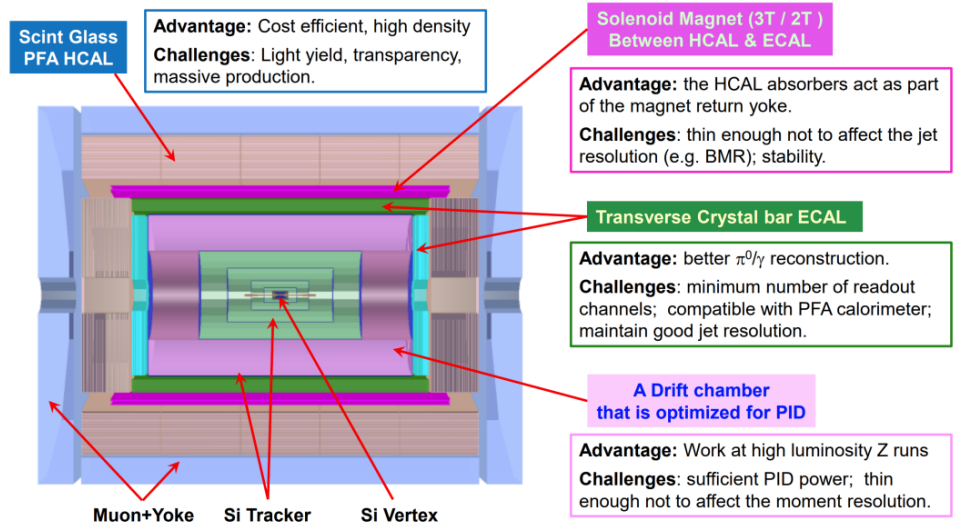 Scint Glass
PFA HCAL
Advantage: Cost efficient, high density
Challenges: Light yield, transparency,
massive production.
Solenoid Magnet (3T / 2T )
Between HCAL & ECAL
Advantage: the HCAL absorbers act as part
of the magnet return yoke.
Challenges: thin enough not to affect the jet
resolution (e.g. BMR); stability.
Transverse Crystal bar ECAL
Advantage: better π⁰/γ reconstruction.
Challenges: minimum number of readout
channels; compatible with PFA calorimeter;
maintain good jet resolution.
A Drift chamber
that is optimized for PID
Advantage: Work at high luminosity Z runs
Challenges: sufficient PID power; thin
enough not to affect the moment resolution.
Muon+Yoke Si Tracker Si Vertex